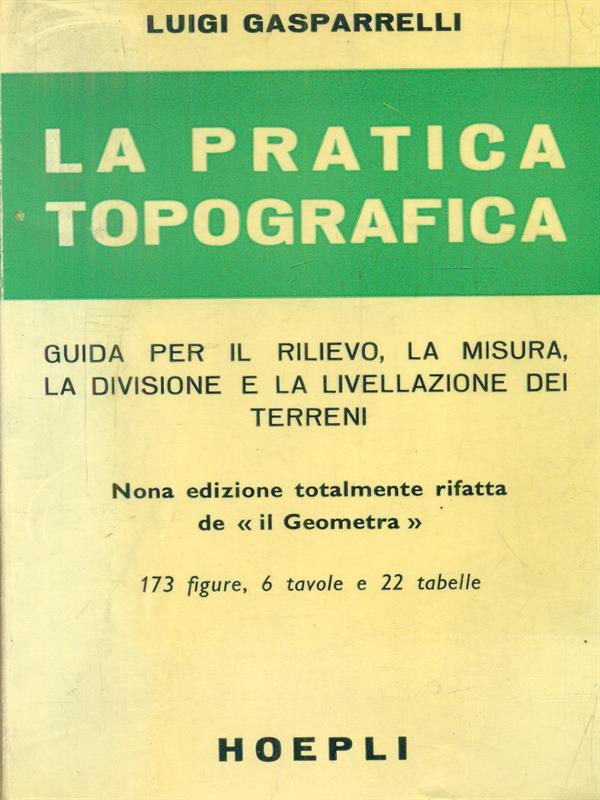 LUIGI GASPARRELLI
LA PRATICA
TOPOGRAFICA
GUIDA PER IL RILIEVO, LA MISURA,
LA DIVISIONE E LA LIVELLAZIONE DEI
TERRENI
Nona edizione totalmente rifatta
de « il Geometra »
173 figure, 6 tavole e 22 tabelle
HOEPLI